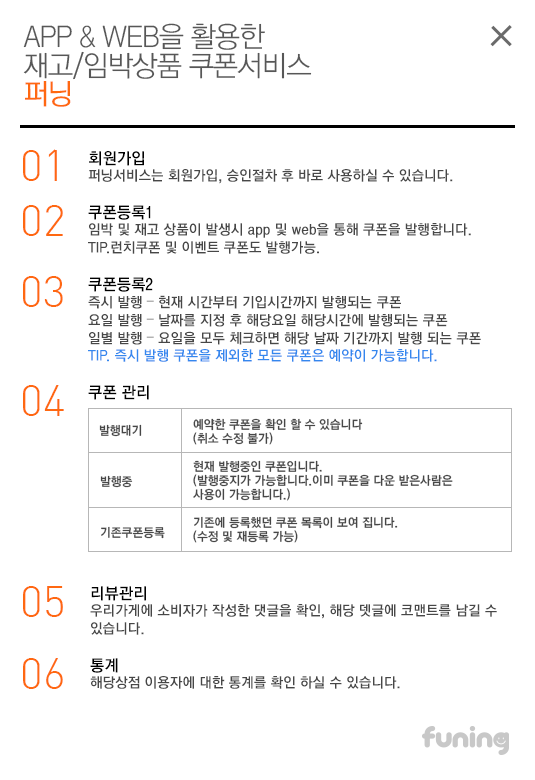 APP & WEB을 활용한
재고/임박상품 쿠폰서비스
퍼닝
01 회원가입
퍼닝서비스는 회원가입, 승인절차 후 바로 사용하실 수 있습니다.
02 쿠폰등록1
임박 및 재고 상품이 발생시 app 및 web을 통해 쿠폰을 발행합니다.
TIP.런치쿠폰 및 이벤트 쿠폰도 발행가능.
03 쿠폰등록2
즉시 발행 – 현재 시간부터 기입시간까지 발행되는 쿠폰
요일 발행 – 날짜를 지정 후 해당요일 해당시간에 발행되는 쿠폰
일별 발행 – 요일을 모두 체크하면 해당 날짜 기간까지 발행 되는 쿠폰
TIP. 즉시 발행 쿠폰을 제외한 모든 쿠폰은 예약이 가능합니다.
04 쿠폰 관리
발행대기
예약한 쿠폰을 확인 할 수 있습니다
(취소 수정 불가)
발행중
현재 발행중인 쿠폰입니다.
(발행중지가 가능합니다.이미 쿠폰을 다운 받은사람은
사용이 가능합니다.)
기존쿠폰등록
기존에 등록했던 쿠폰 목록이 보여 집니다.
(수정 및 재등록 가능)
05 리뷰관리
우리가게에 소비자가 작성한 댓글을 확인, 해당 뎃글에 코맨트를 남길 수
있습니다.
06 통계
해당상점 이용자에 대한 통계를 확인 하실 수 있습니다.
funing